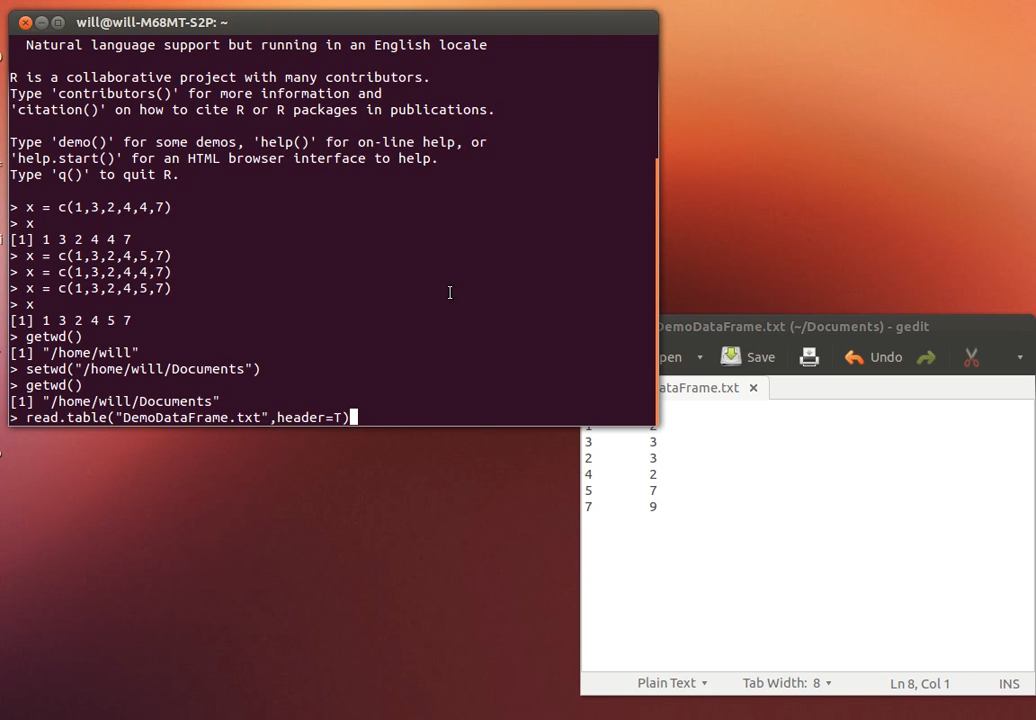 will@will-M68MT-S2P: ~
Natural language support but running in an English locale
R is a collaborative project with many contributors.
Type 'contributors()' for more information and
'citation()' on how to cite R or R packages in publications.
Type 'demo()' for some demos, 'help()' for on-line help, or
'help.start()' for an HTML browser interface to help.
Type 'q()' to quit R.
> x = c(1,3,2,4,4,7)
> x
[1] 1 3 2 4 4 7
> x = c(1,3,2,4,5,7)
> x = c(1,3,2,4,4,7)
> x = c(1,3,2,4,5,7)
> x
[1] 1 3 2 4 5 7
> getwd()
[1] "/home/will"
> setwd("/home/will/Documents")
> getwd()
[1] "/home/will/Documents"
> read.table("DemoDataFrame.txt",header=T)
DemoDataFrame.txt (~/Documents) - gedit
pen Save Undo
ataFrame.txt
1 2
3 3
2 3
4 2
5 7
7 9
Plain Text Tab Width: 8 Ln 8, Col 1 INS